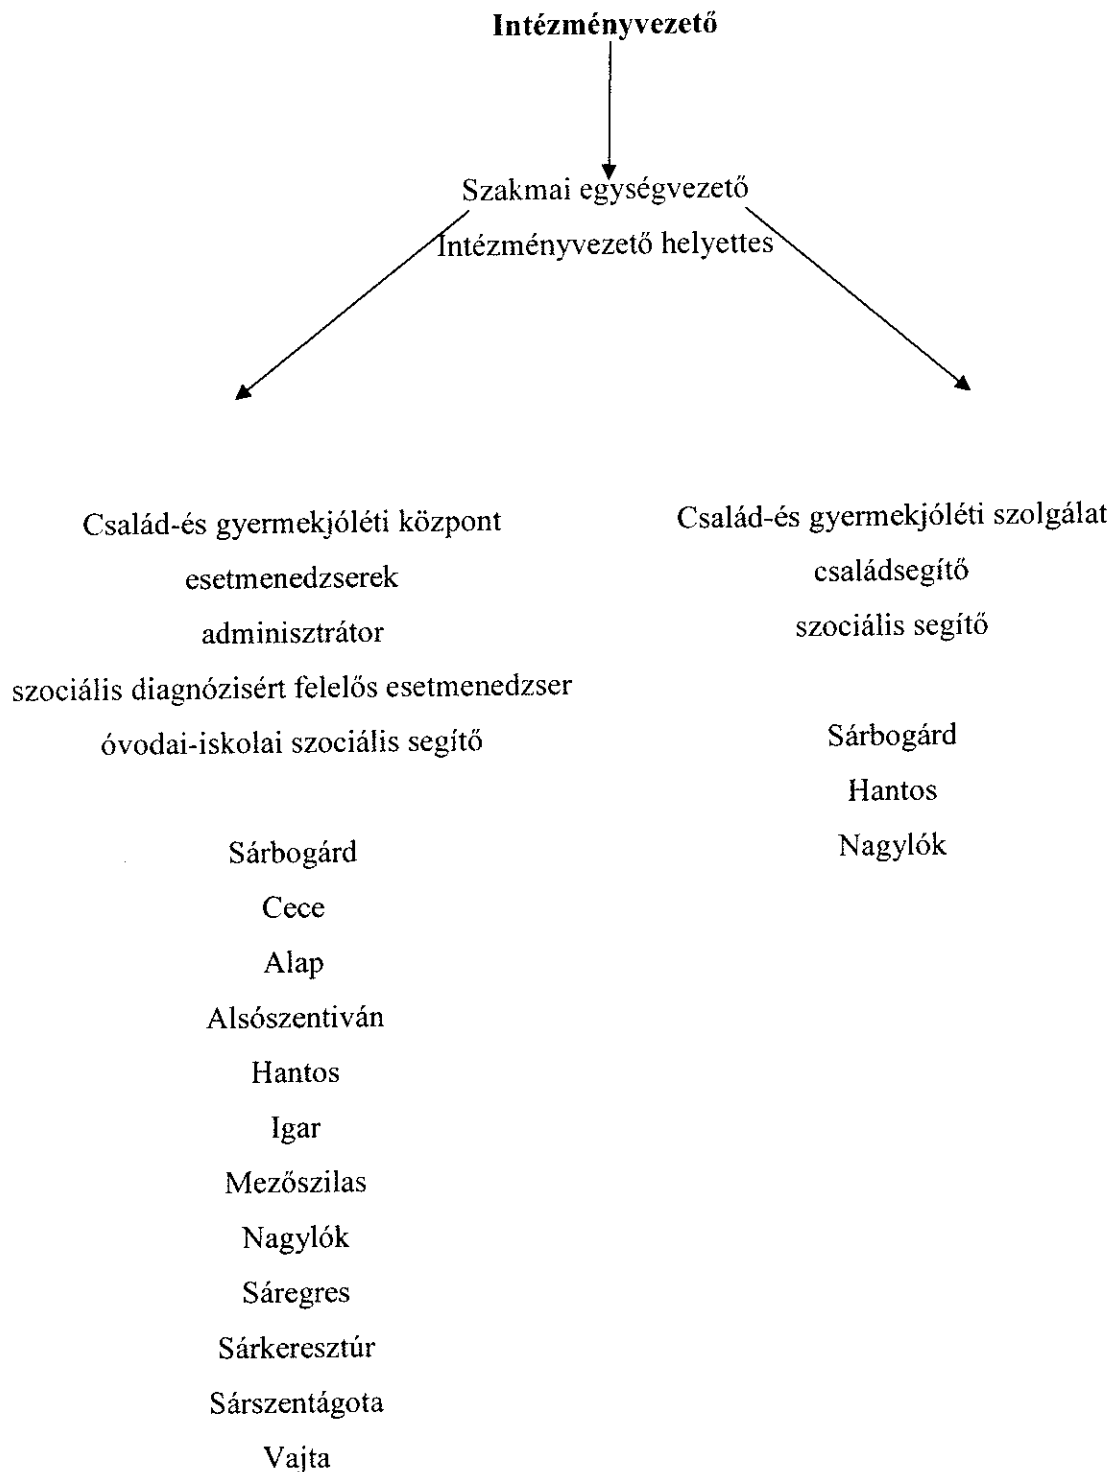 Intézményvezető
Szakmai egységvezető
Intézményvezető helyettes
Család-és gyermekjóléti központ
esetmenedzserek
adminisztrátor
szociális diagnózisért felelős esetmenedzser
óvodai-iskolai szociális segítő
Sárbogárd
Cece
Alap
Alsószentiván
Hantos
Igar
Mezőszilas
Nagylók
Sáregres
Sárkeresztúr
Sárszentágota
Vajta
Család-és gyermekjóléti szolgálat
családsegítő
szociális segítő
Sárbogárd
Hantos
Nagylók